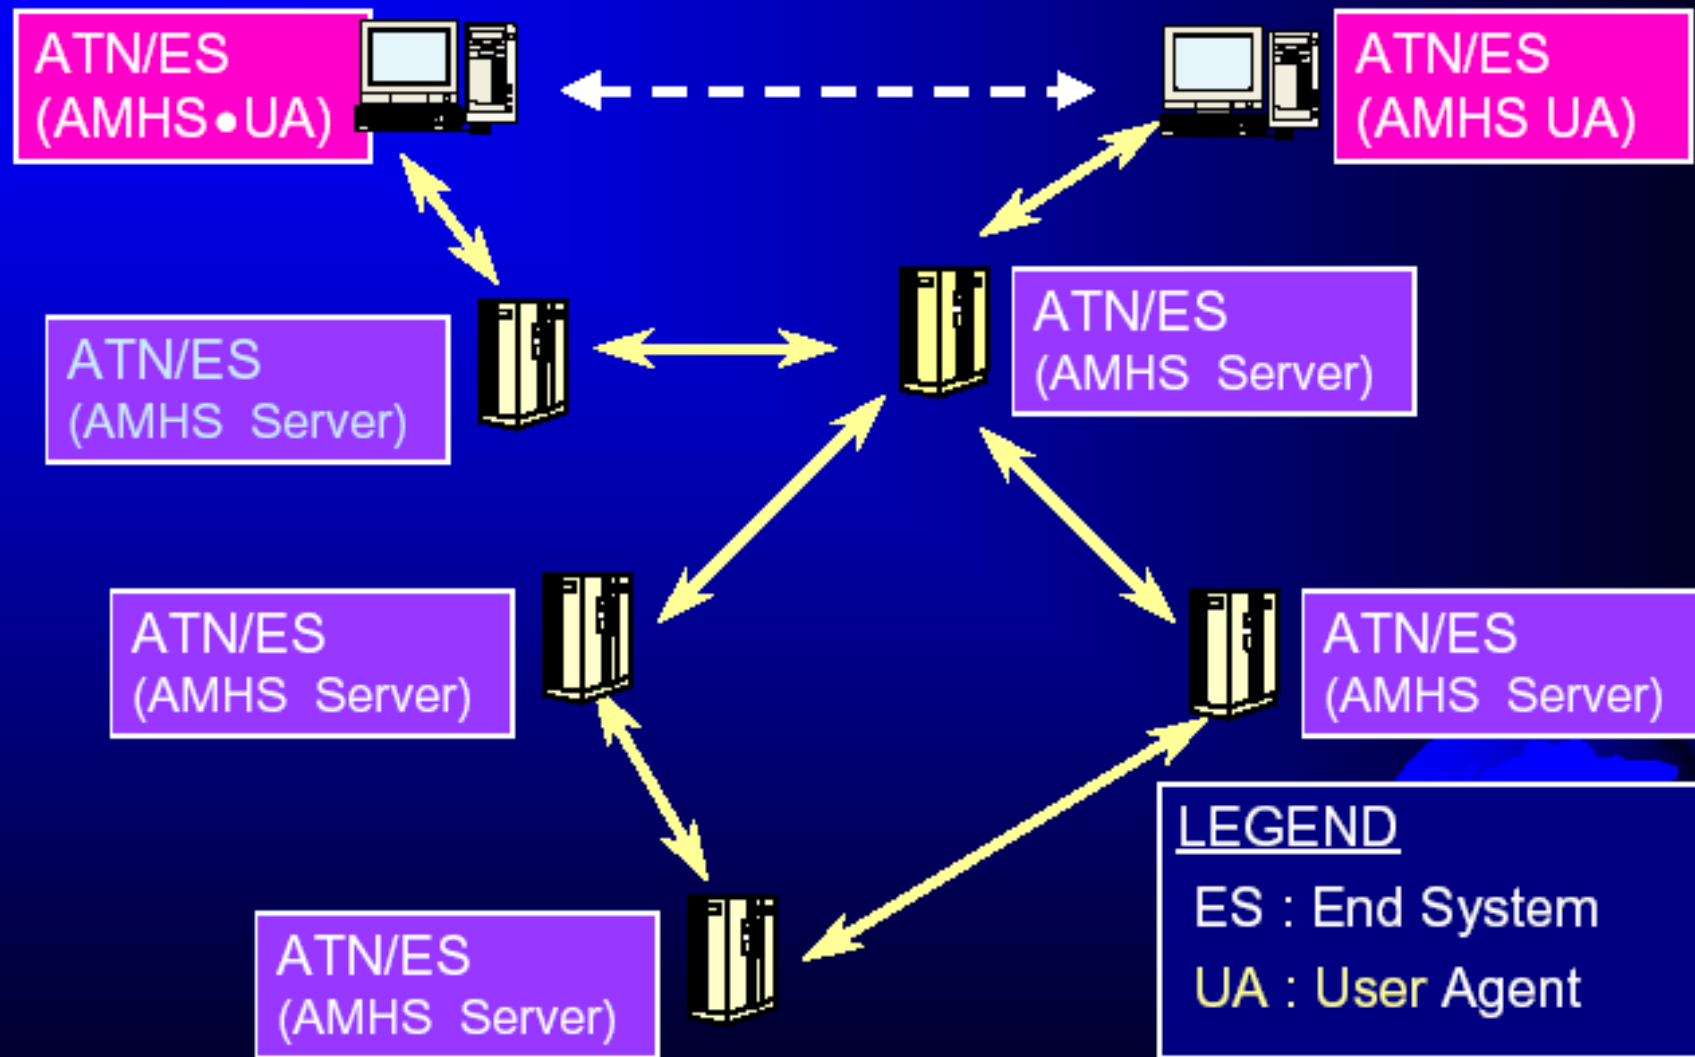 ATN/ES
(AMHS●UA)
ATN/ES
(AMHS UA)
ATN/ES
(AMHS Server)
ATN/ES
(AMHS Server)
ATN/ES
(AMHS Server)
ATN/ES
(AMHS Server)
ATN/ES
(AMHS Server)
LEGEND
ES : End System
UA : User Agent